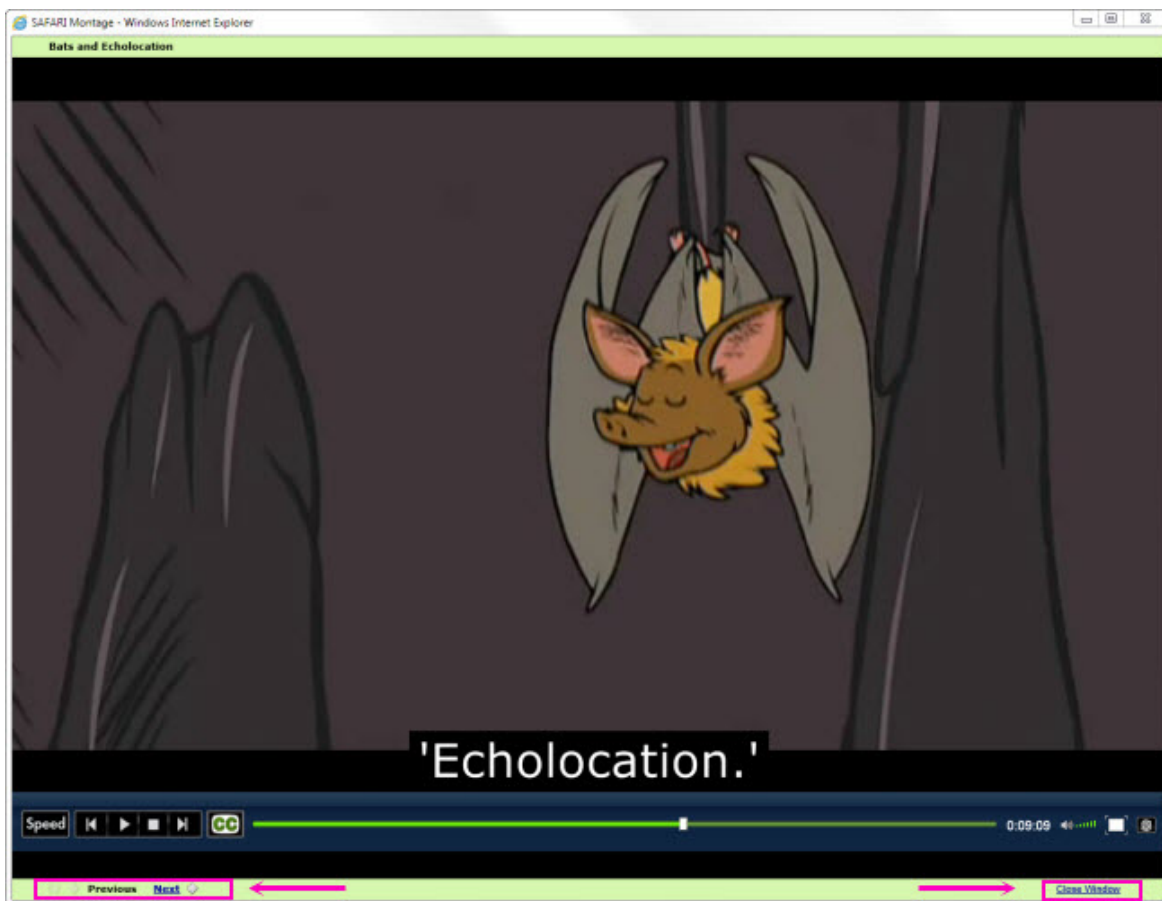 SAFARI Montage - Windows Internet Explorer
Bats and Echolocation
'Echolocation.'
Speed CC 0:09:09
Previous Next Close Window